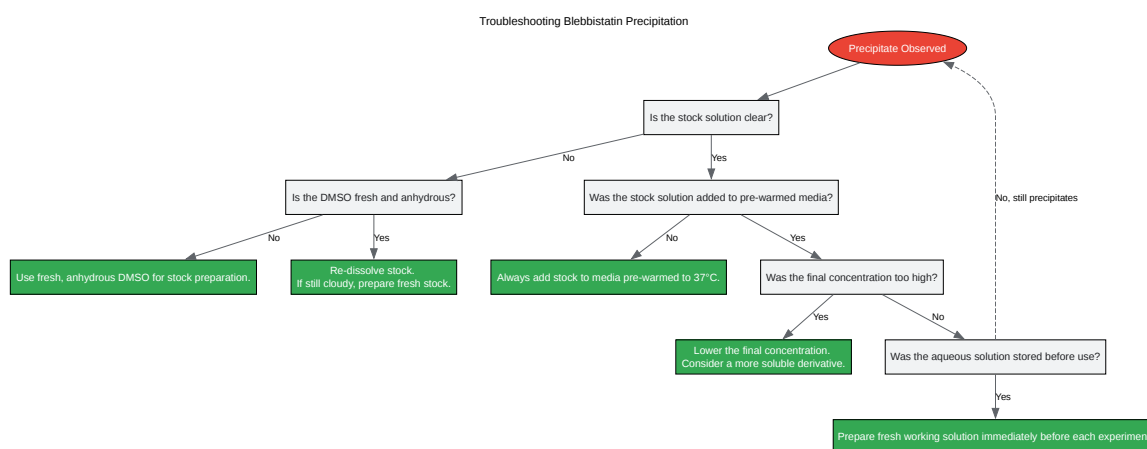 Troubleshooting Blebbistatin Precipitation
Precipitate Observed
Is the stock solution clear?
No
Yes
Is the DMSO fresh and anhydrous?
Was the stock solution added to pre-warmed media?
No, still precipitates
No
Yes
No
Yes
Use fresh, anhydrous DMSO for stock preparation.
Re-dissolve stock.
If still cloudy, prepare fresh stock.
Always add stock to media pre-warmed to 37°C.
Was the final concentration too high?
Yes
No
Lower the final concentration.
Consider a more soluble derivative.
Was the aqueous solution stored before use?
Yes
Prepare fresh working solution immediately before each experimen